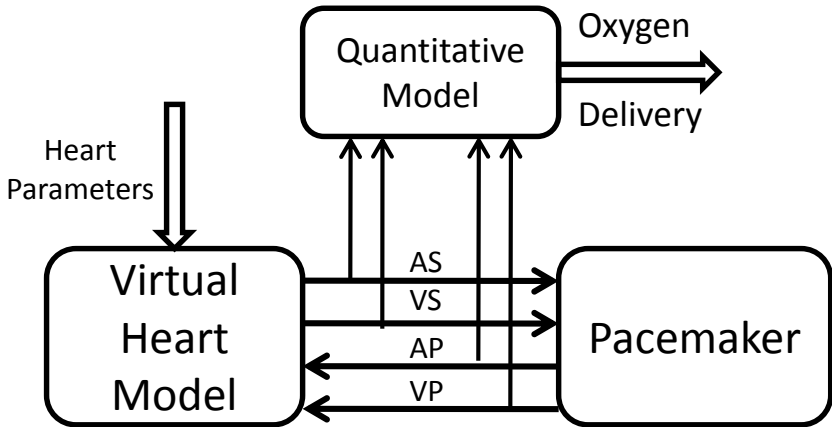 Quantitative
Model
Oxygen
Delivery
Heart
Parameters
Virtual
Heart
Model
AS
VS
AP
VP
Pacemaker